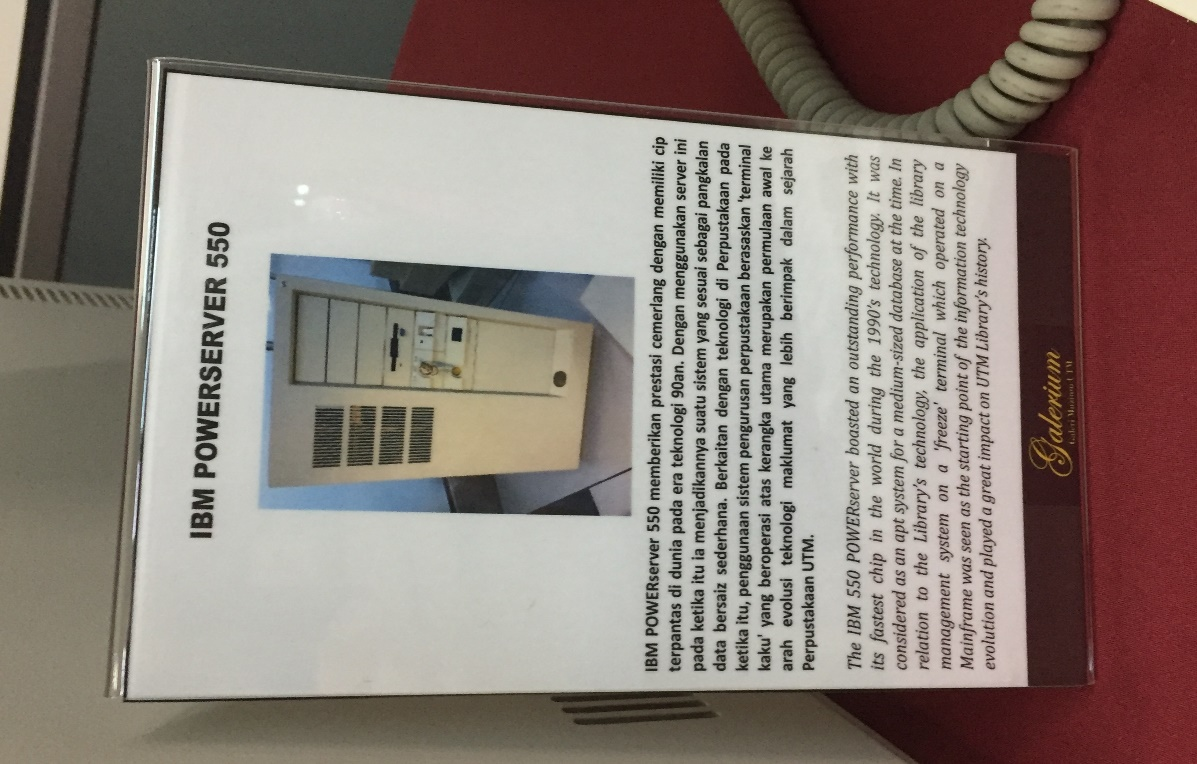 IBM POWERSERVER 550
IBM POWERserver 550 memberikan prestasi cemerlang dengan memiliki cip
terpantas di dunia pada era teknologi 90an. Dengan menggunakan server ini
pada ketika itu ia menjadikannya suatu sistem yang sesuai sebagai pangkalan
data bersaiz sederhana. Berkaitan dengan teknologi di Perpustakaan pada
ketika itu, penggunaan sistem pengurusan perpustakaan berasaskan 'terminal
kaku' yang beroperasi atas kerangka utama merupakan permulaan awal ke
arah evolusi teknologi maklumat yang lebih berimpak dalam sejarah
Perpustakaan UTM.
The IBM 550 POWERserver boasted an outstanding performance with
its fastest chip in the world during the 1990's technology. It was
considered as an apt system for a medium-sized database at the time. In
relation to the Library's technology, the application of the library
management system on a 'freeze' terminal which operated on a
Mainframe was seen as the starting point of the information technology
evolution and played a great impact on UTM Library's history.
Galerium
Galeri Muzium UTM